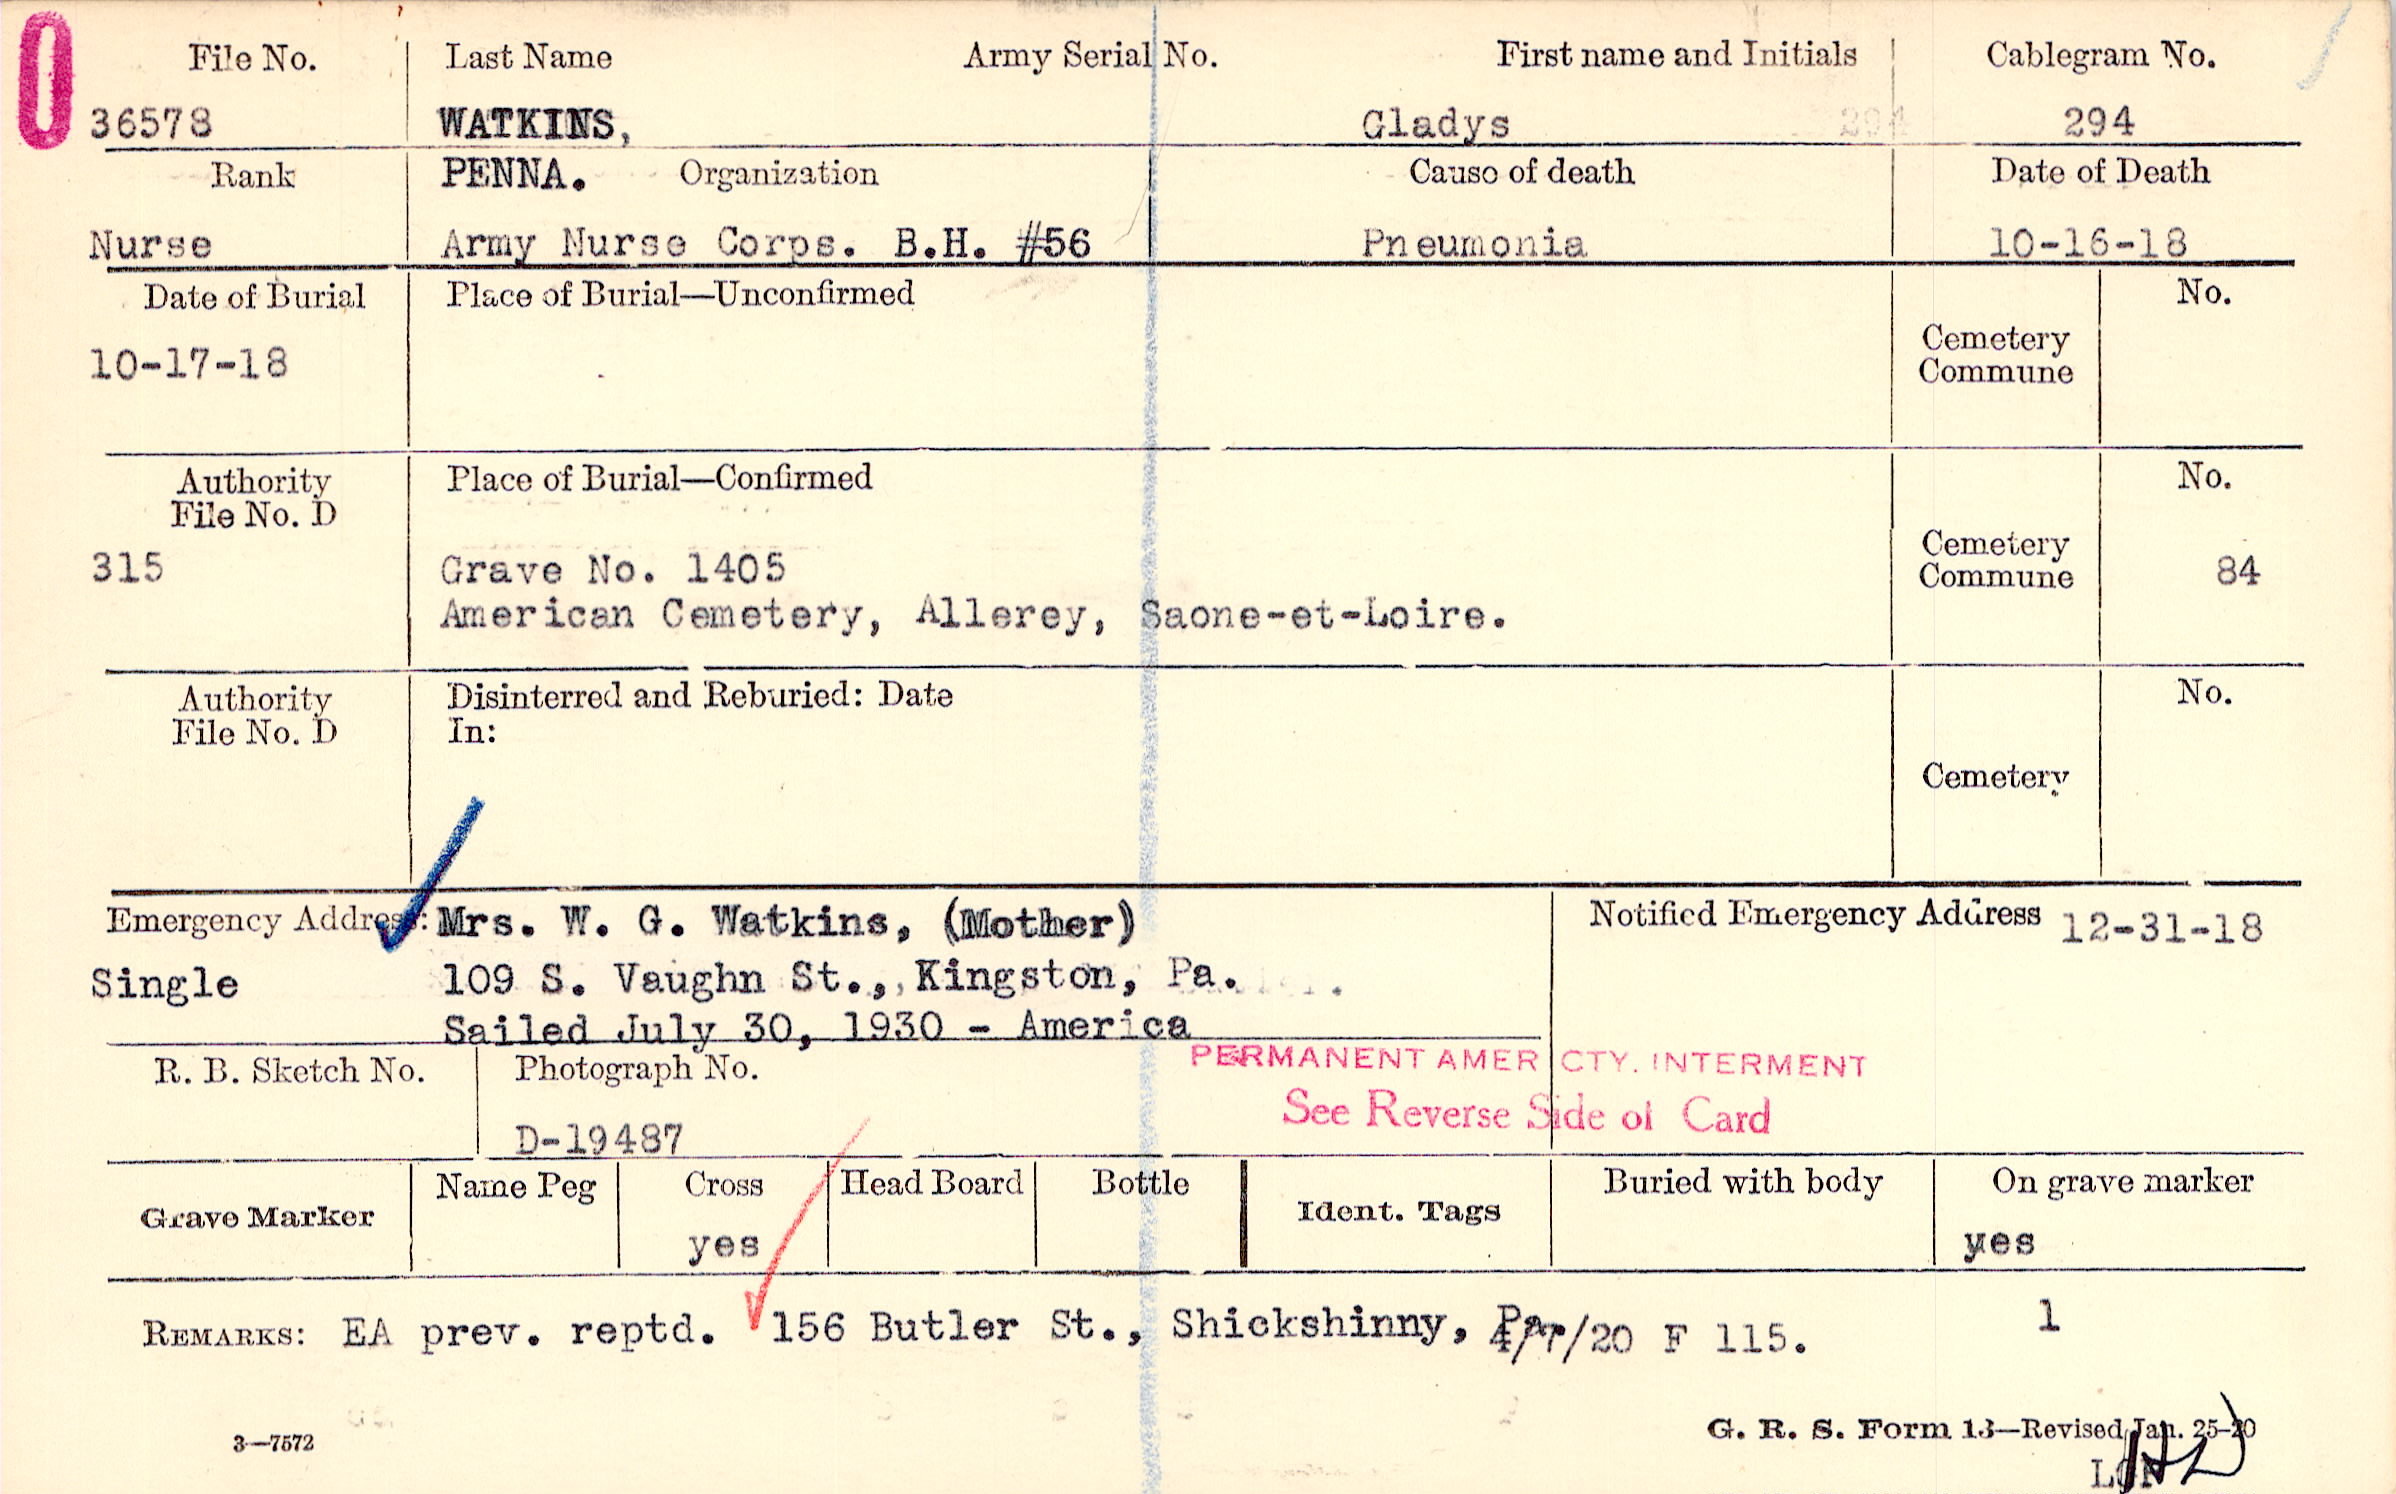 0
File No. Last Name Army Serial No. First name and Initials Cablegram No.
36578 WATKINS, Gladys 294 294
Rank PENNA. Organization Cause of death Date of Death
Nurse Army Nurse Corps. B.H. #56 Pneumonia 10-16-18
Date of Burial Place of Burial—Unconfirmed No.
Cemetery
10-17-18 Commune
Authority Place of Burial—Confirmed No.
File No. D
Cemetery
315 Grave No. 1405 Commune 84
American Cemetery, Allerey, Saone-et-Loire.
Authority Disinterred and Reburied: Date No.
File No. D In:
Cemetery
Emergency Address: Mrs. W. G. Watkins, (Mother) Notified Emergency Address 12-31-18
Single 109 S. Vaughn St., Kingston, Pa.
Sailed July 30, 1930 - America
PERMANENT AMER CTY. INTERMENT
R. B. Sketch No. Photograph No.
See Reverse Side of Card
D-19487
Grave Marker Name Peg Cross Head Board Bottle Ident. Tags Buried with body On grave marker
yes yes
REMARKS: EA prev. reptd. 156 Butler St., Shickshinny, Pa. 4/7/20 F 115. 1
3—7572 G. R. S. Form 13—Revised Jan. 25-20